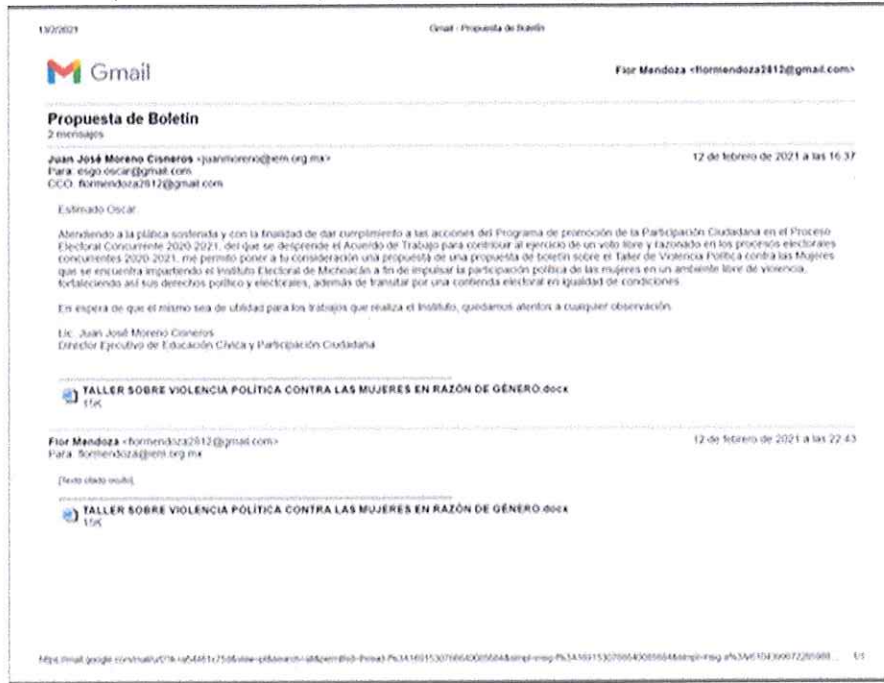 13/2/2021 Gmail - Propuesta de Boletín
Gmail Flor Mendoza <flormendoza2812@gmail.com>
Propuesta de Boletín
2 mensajes
Juan José Moreno Cisneros <juanmoreno@iem.org.mx> 12 de febrero de 2021 a las 16:37
Para: esgo.oscar@gmail.com
CCO: flormendoza2812@gmail.com
Estimado Oscar:
Atendiendo a la plática sostenida y con la finalidad de dar cumplimiento a las acciones del Programa de promoción de la Participación Ciudadana en el Proceso
Electoral Concurrente 2020-2021, del que se desprende el Acuerdo de Trabajo para contribuir al ejercicio de un voto libre y razonado en los procesos electorales
concurrentes 2020-2021, me permito poner a tu consideración una propuesta de una propuesta de boletín sobre el Taller de Violencia Política contra las Mujeres
que se encuentra impartiendo el Instituto Electoral de Michoacán a fin de impulsar la participación política de las mujeres en un ambiente libre de violencia,
fortaleciendo así sus derechos político y electorales, además de transitar por una contienda electoral en igualdad de condiciones.
En espera de que el mismo sea de utilidad para los trabajos que realiza el Instituto, quedamos atentos a cualquier observación.
Lic. Juan José Moreno Cisneros
Director Ejecutivo de Educación Cívica y Participación Ciudadana
TALLER SOBRE VIOLENCIA POLÍTICA CONTRA LAS MUJERES EN RAZÓN DE GÉNERO.docx
15K
Flor Mendoza <flormendoza2812@gmail.com> 12 de febrero de 2021 a las 22:43
Para: flormendoza@iem.org.mx
[Texto citado oculto]
TALLER SOBRE VIOLENCIA POLÍTICA CONTRA LAS MUJERES EN RAZÓN DE GÉNERO.docx
15K
1/1